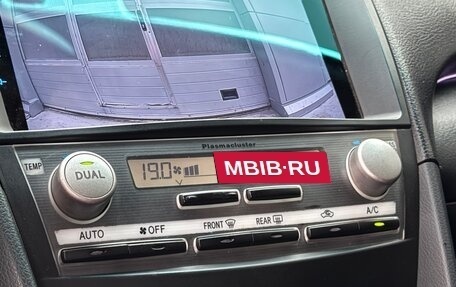 Plasmacluster
TEMP
DUAL
19.0
MBIB·RU
AUTO
OFF
FRONT
REAR
A/C